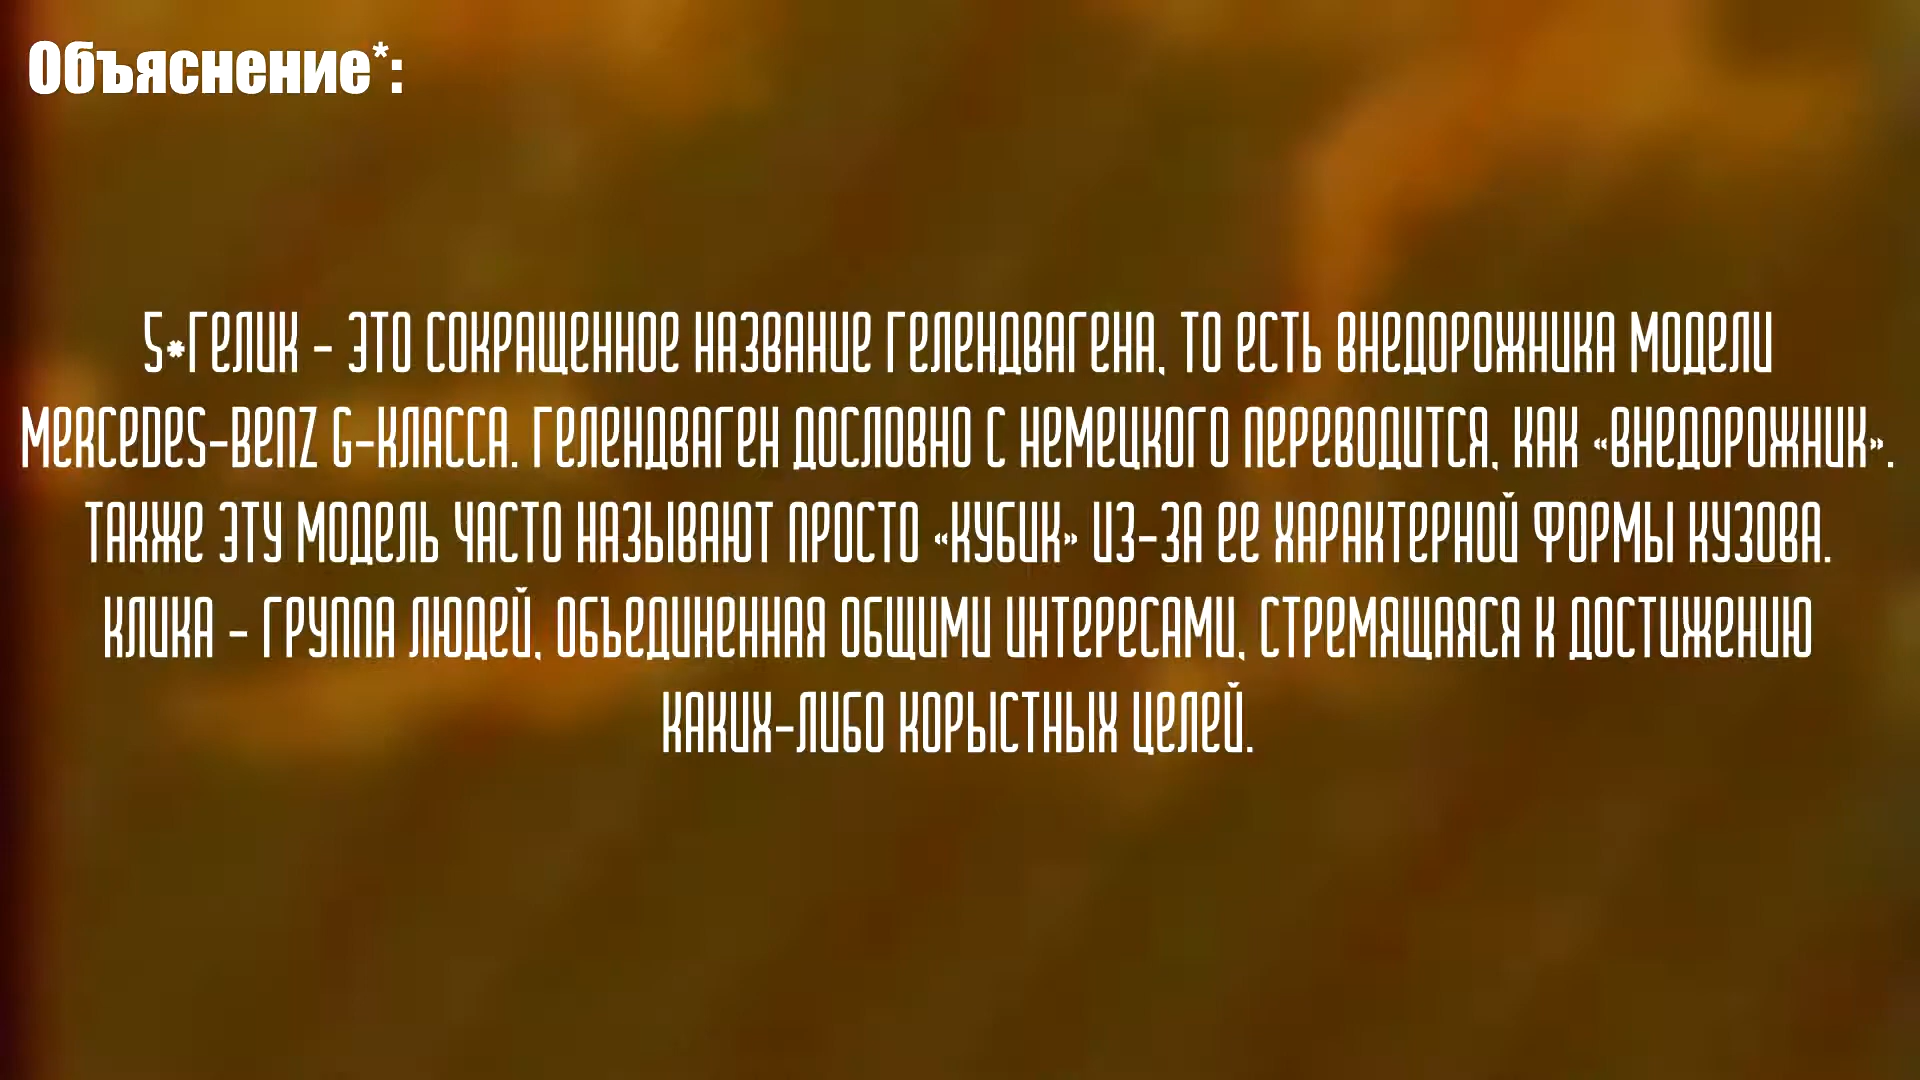 Объяснение*:
5*Гелик - это сокращенное название Гелендвагена, то есть внедорожника модели
Mercedes-Benz G-класса. Гелендваген дословно с немецкого переводится, как «внедорожник».
Также эту модель часто называют просто «Кубик» из-за ее характерной формы кузова.
Клика - группа людей, объединенная общими интересами, стремящаяся к достижению
каких-либо корыстных целей.